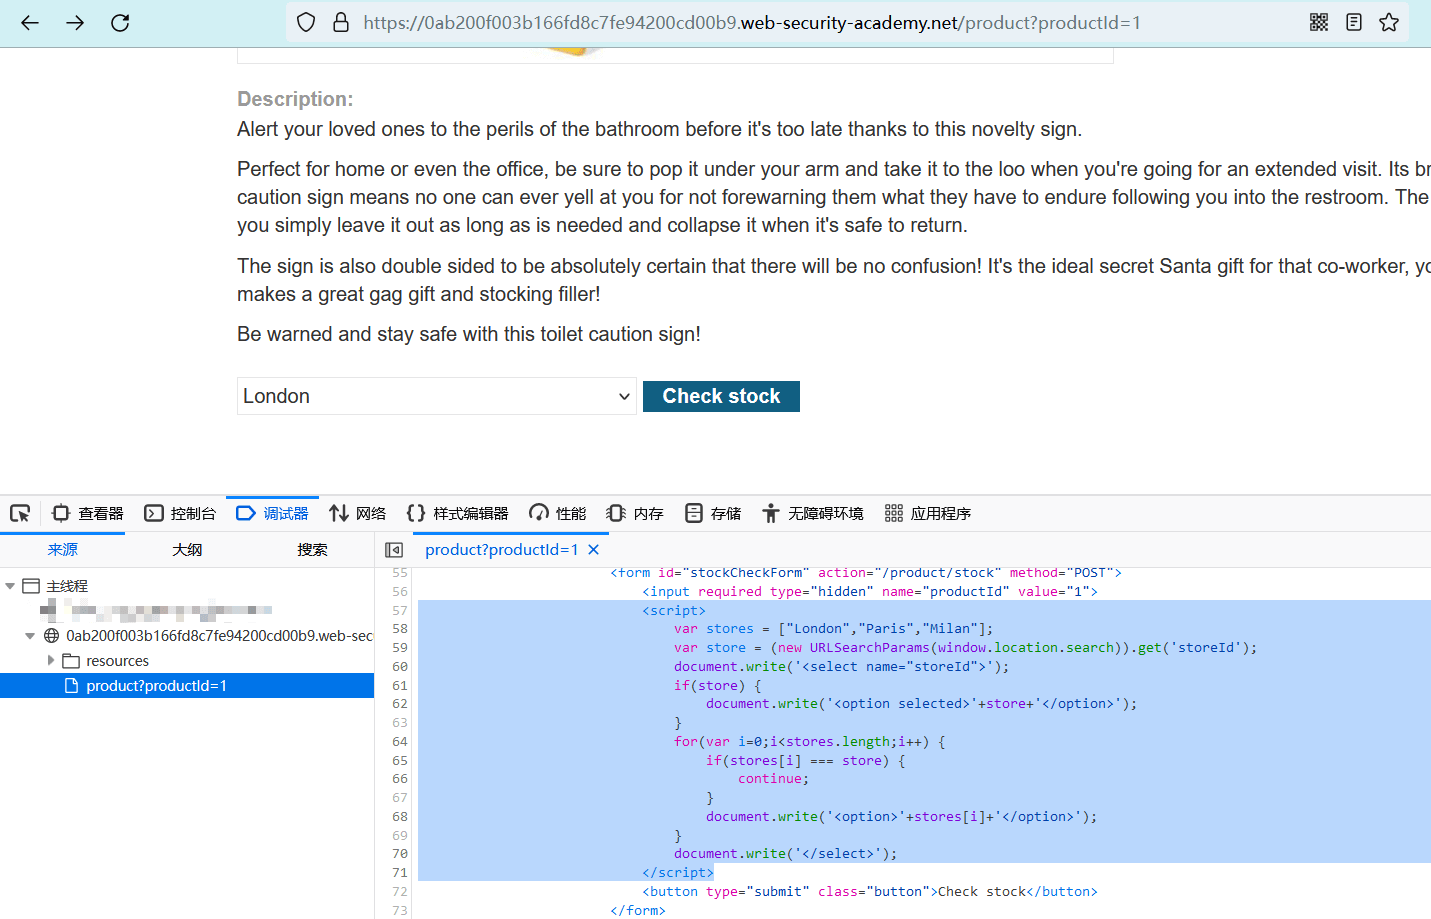 https://0ab200f003b166fd8c7fe94200cd00b9.web-security-academy.net/product?productId=1
Description:
Alert your loved ones to the perils of the bathroom before it's too late thanks to this novelty sign.
Perfect for home or even the office, be sure to pop it under your arm and take it to the loo when you're going for an extended visit. Its br
caution sign means no one can ever yell at you for not forewarning them what they have to endure following you into the restroom. The
you simply leave it out as long as is needed and collapse it when it's safe to return.
The sign is also double sided to be absolutely certain that there will be no confusion! It's the ideal secret Santa gift for that co-worker, yo
makes a great gag gift and stocking filler!
Be warned and stay safe with this toilet caution sign!
London Check stock
查看器 控制台 调试器 网络 样式编辑器 性能 内存 存储 无障碍环境 应用程序
来源 大纲 搜索 product?productId=1
主线程
0ab200f003b166fd8c7fe94200cd00b9.web-sec
resources
product?productId=1
55 <form id="stockCheckForm" action="/product/stock" method="POST">
56 <input required type="hidden" name="productId" value="1">
57 <script>
58 var stores = ["London","Paris","Milan"];
59 var store = (new URLSearchParams(window.location.search)).get('storeId');
60 document.write('<select name="storeId">');
61 if(store) {
62 document.write('<option selected>'+store+'</option>');
63 }
64 for(var i=0;i<stores.length;i++) {
65 if(stores[i] === store) {
66 continue;
67 }
68 document.write('<option>'+stores[i]+'</option>');
69 }
70 document.write('</select>');
71 </script>
72 <button type="submit" class="button">Check stock</button>
73 </form>